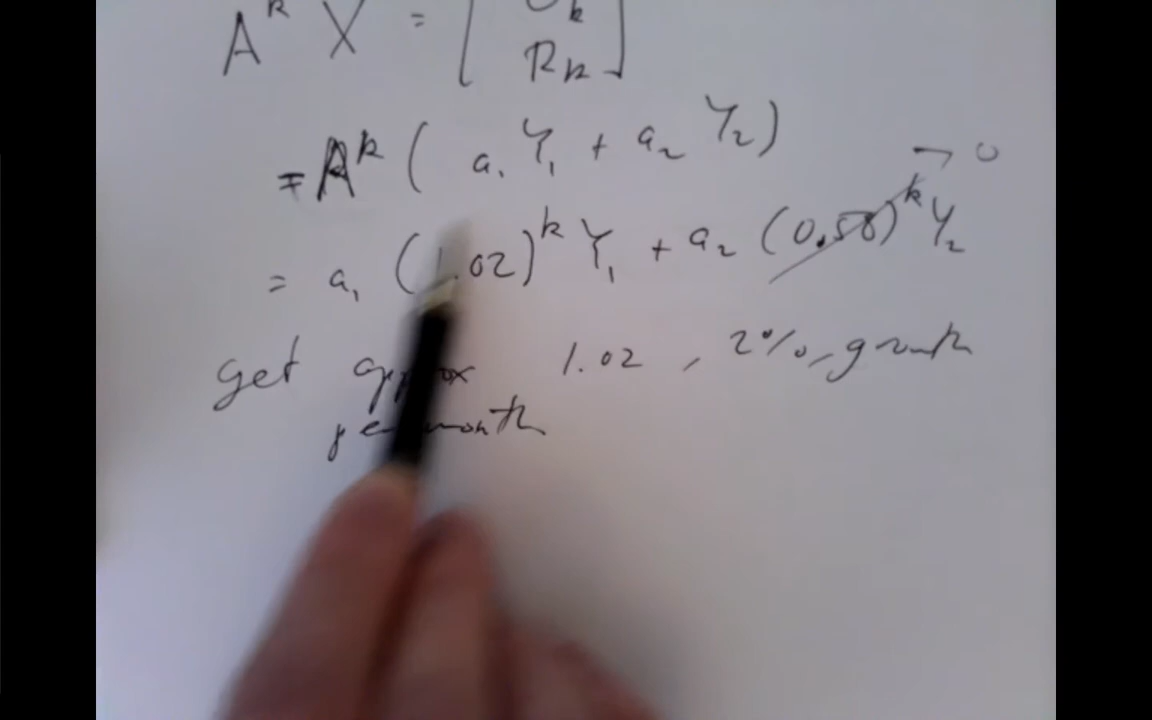 A^k X = [ O_k
R_k ]
= A^k ( a_1 Y_1 + a_2 Y_2 )
→ 0
= a_1 (1.02)^k Y_1 + a_2 (0.58)^k Y_2
get approx 1.02, 2% growth
per month